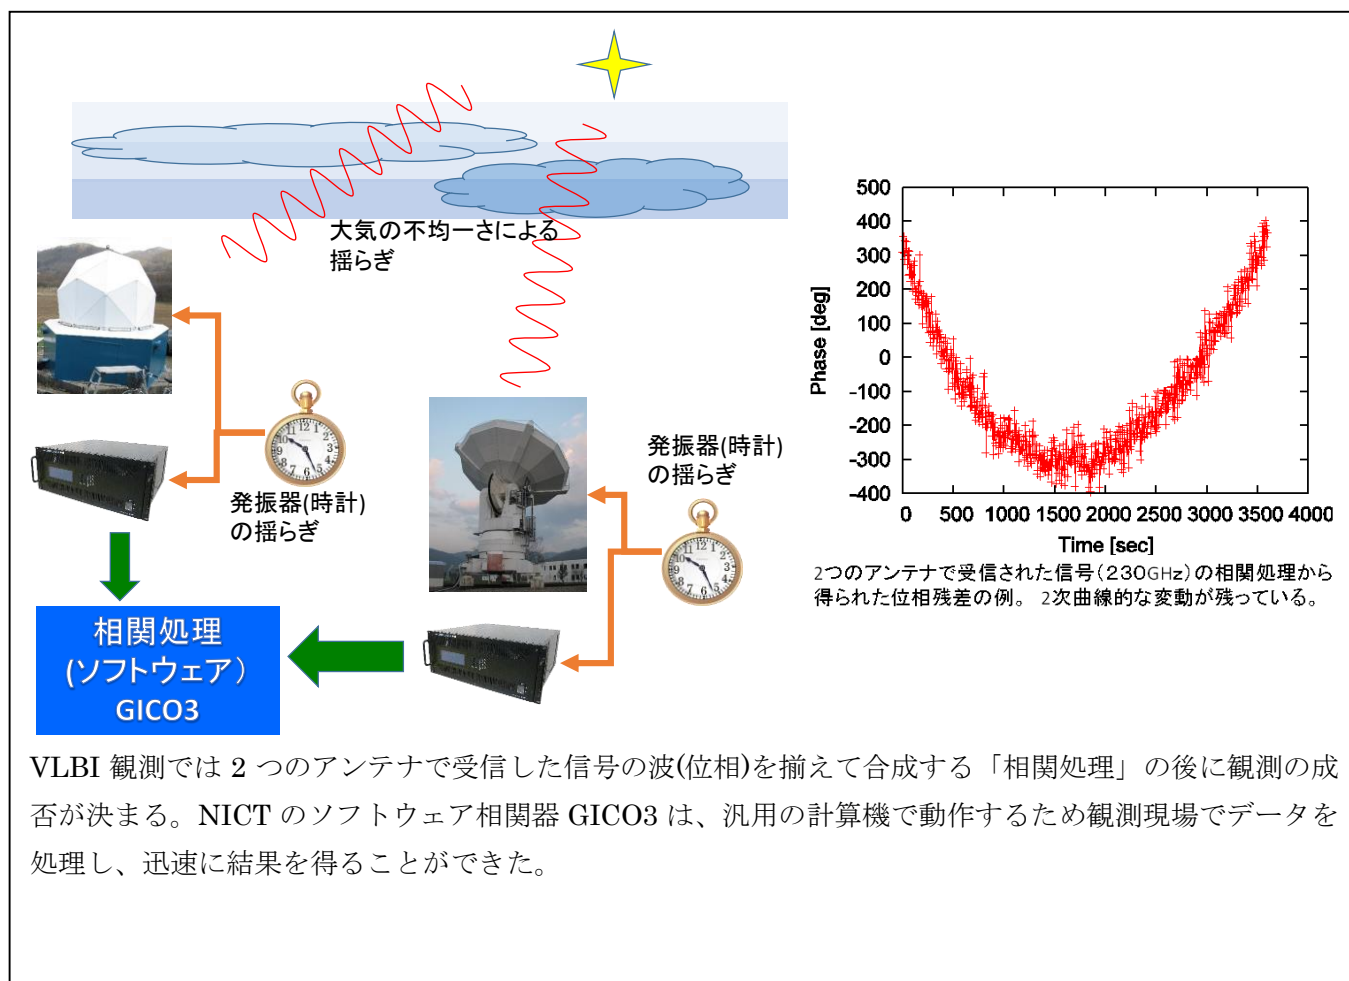 大気の不均一さによる
揺らぎ
発振器(時計)
の揺らぎ
発振器(時計)
の揺らぎ
相関処理
(ソフトウェア）
GICO3
500
400
300
200
100
0
-100
-200
-300
-400
Phase [deg]
0 500 1000 1500 2000 2500 3000 3500 4000
Time [sec]
2つのアンテナで受信された信号（230GHz）の相関処理から
得られた位相残差の例。 2次曲線的な変動が残っている。
VLBI 観測では 2 つのアンテナで受信した信号の波(位相)を揃えて合成する「相関処理」の後に観測の成
否が決まる。NICT のソフトウェア相関器 GICO3 は、汎用の計算機で動作するため観測現場でデータを
処理し、迅速に結果を得ることができた。